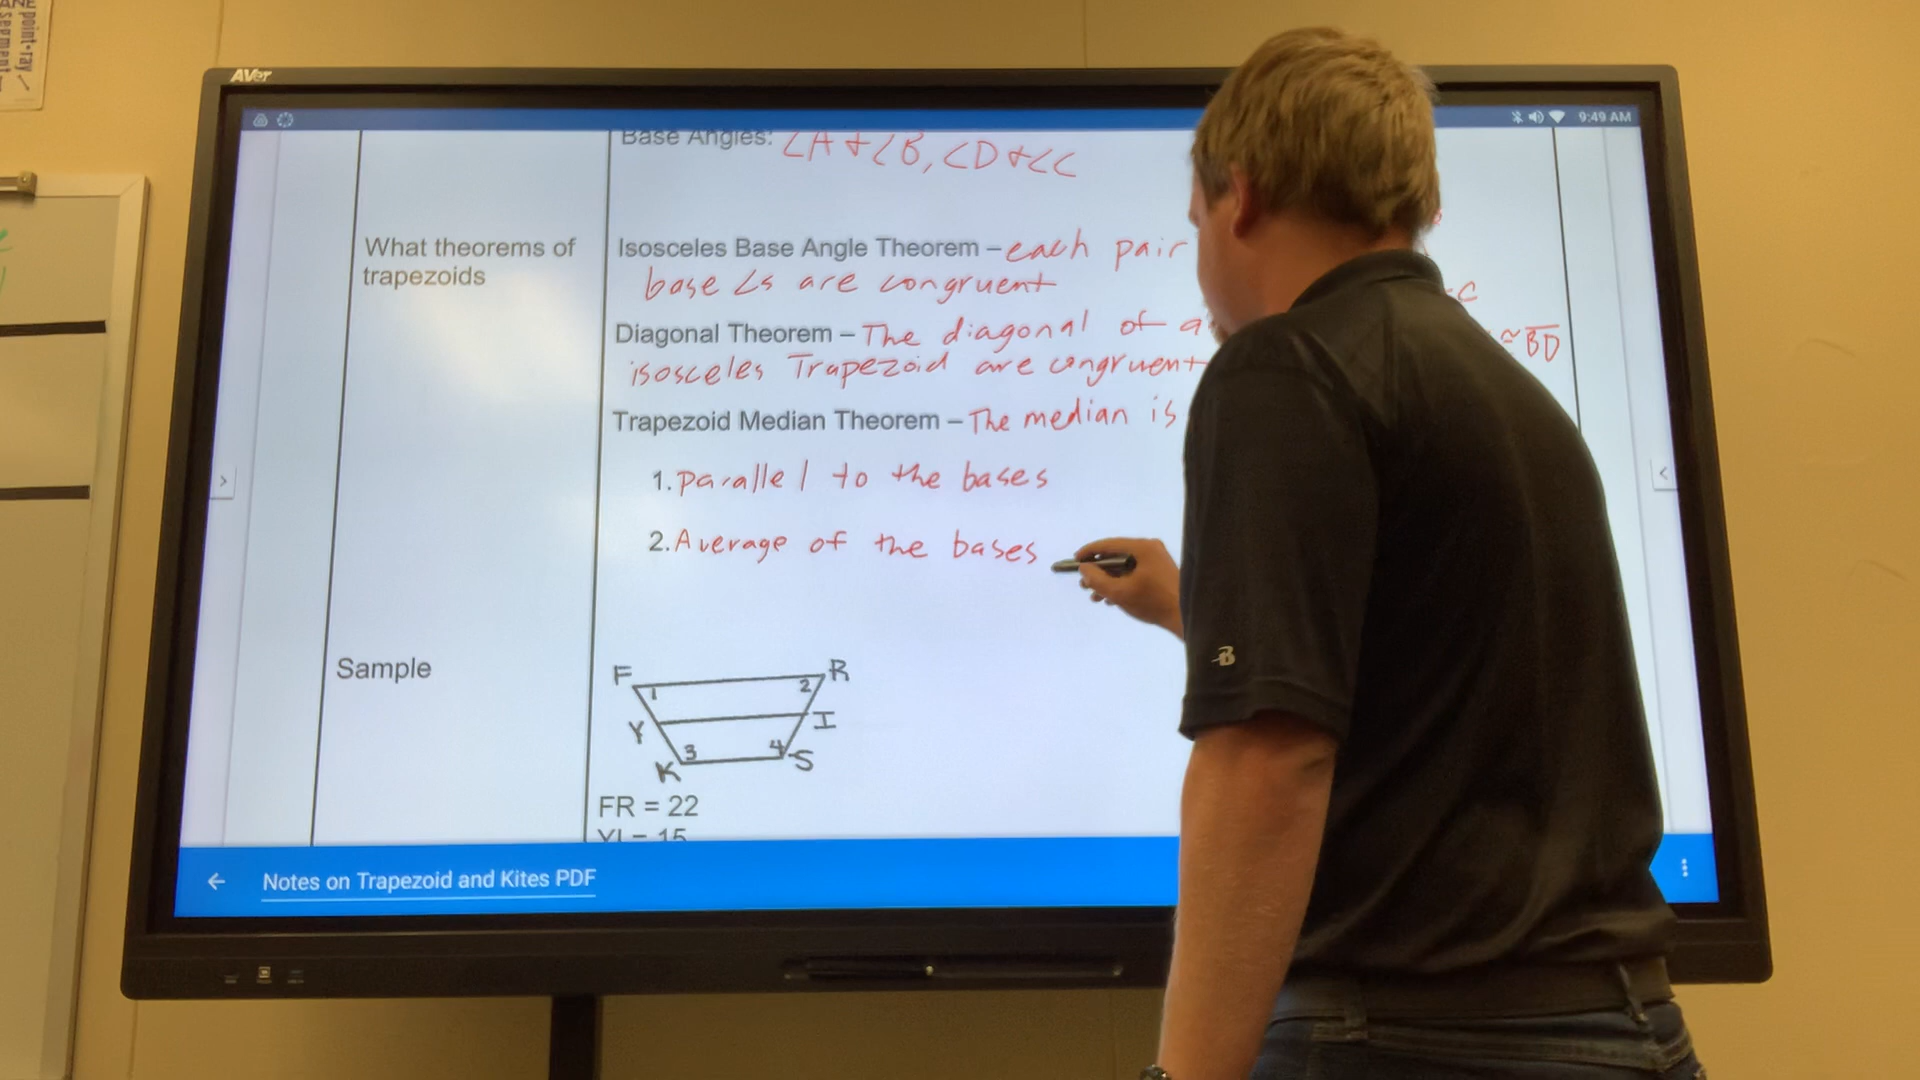 point·ray
AVer
9:49 AM
Base Angles: ∠A + ∠B, ∠D + ∠C
What theorems of
trapezoids
Isosceles Base Angle Theorem – each pair
base ∠s are congruent
C
Diagonal Theorem – The diagonal of a
≅ BD
isosceles Trapezoid are congruent
Trapezoid Median Theorem – The median is
1. parallel to the bases
2. Average of the bases
Sample
F R
1 2
Y I
3 4
K S
FR = 22
YI = 15
Notes on Trapezoid and Kites PDF
B